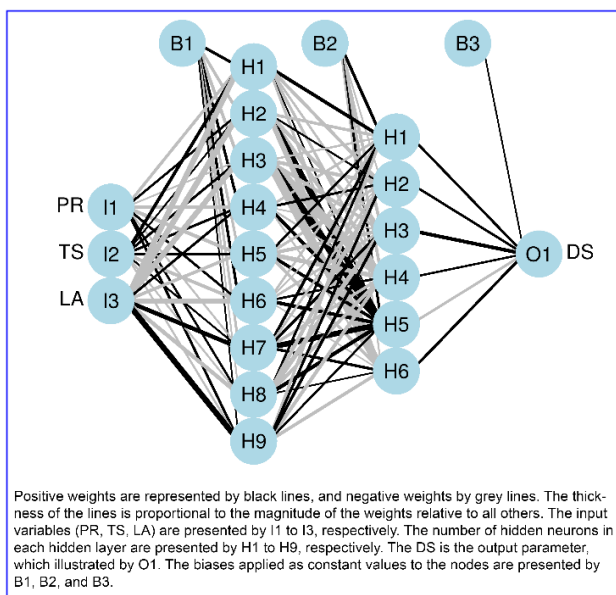 B1 B2 B3
H1
H2
H3
H4
H5
H6
H7
H8
H9
H1
H2
H3
H4
H5
H6
PR I1
TS I2
LA I3
O1 DS
Positive weights are represented by black lines, and negative weights by grey lines. The thick-
ness of the lines is proportional to the magnitude of the weights relative to all others. The input
variables (PR, TS, LA) are presented by I1 to I3, respectively. The number of hidden neurons in
each hidden layer are presented by H1 to H9, respectively. The DS is the output parameter,
which illustrated by O1. The biases applied as constant values to the nodes are presented by
B1, B2, and B3.